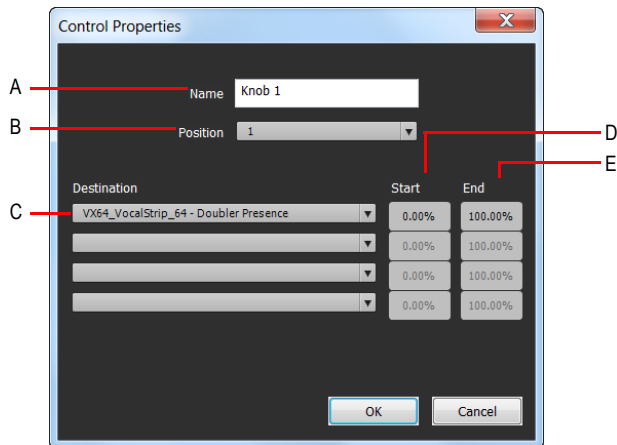 Control Properties
X
A
Name
Knob 1
B
Position
1
D
E
Destination
Start
End
C
VX64_VocalStrip_64 - Doubler Presence
0.00%
100.00%
0.00%
100.00%
0.00%
100.00%
0.00%
100.00%
OK
Cancel